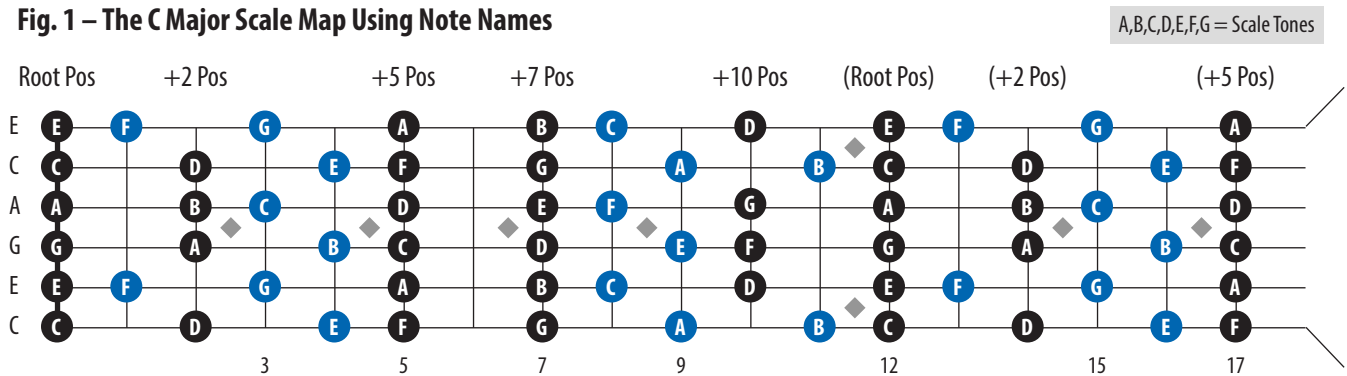 Fig. 1 – The C Major Scale Map Using Note Names
A,B,C,D,E,F,G = Scale Tones
Root Pos +2 Pos +5 Pos +7 Pos +10 Pos (Root Pos) (+2 Pos) (+5 Pos)
E E F G A B C D E F G A
C C D E F G A B C D E F
A A B C D E F G A B C D
G G A B C D E F G A B C
E E F G A B C D E F G A
C C D E F G A B C D E F
3 5 7 9 12 15 17